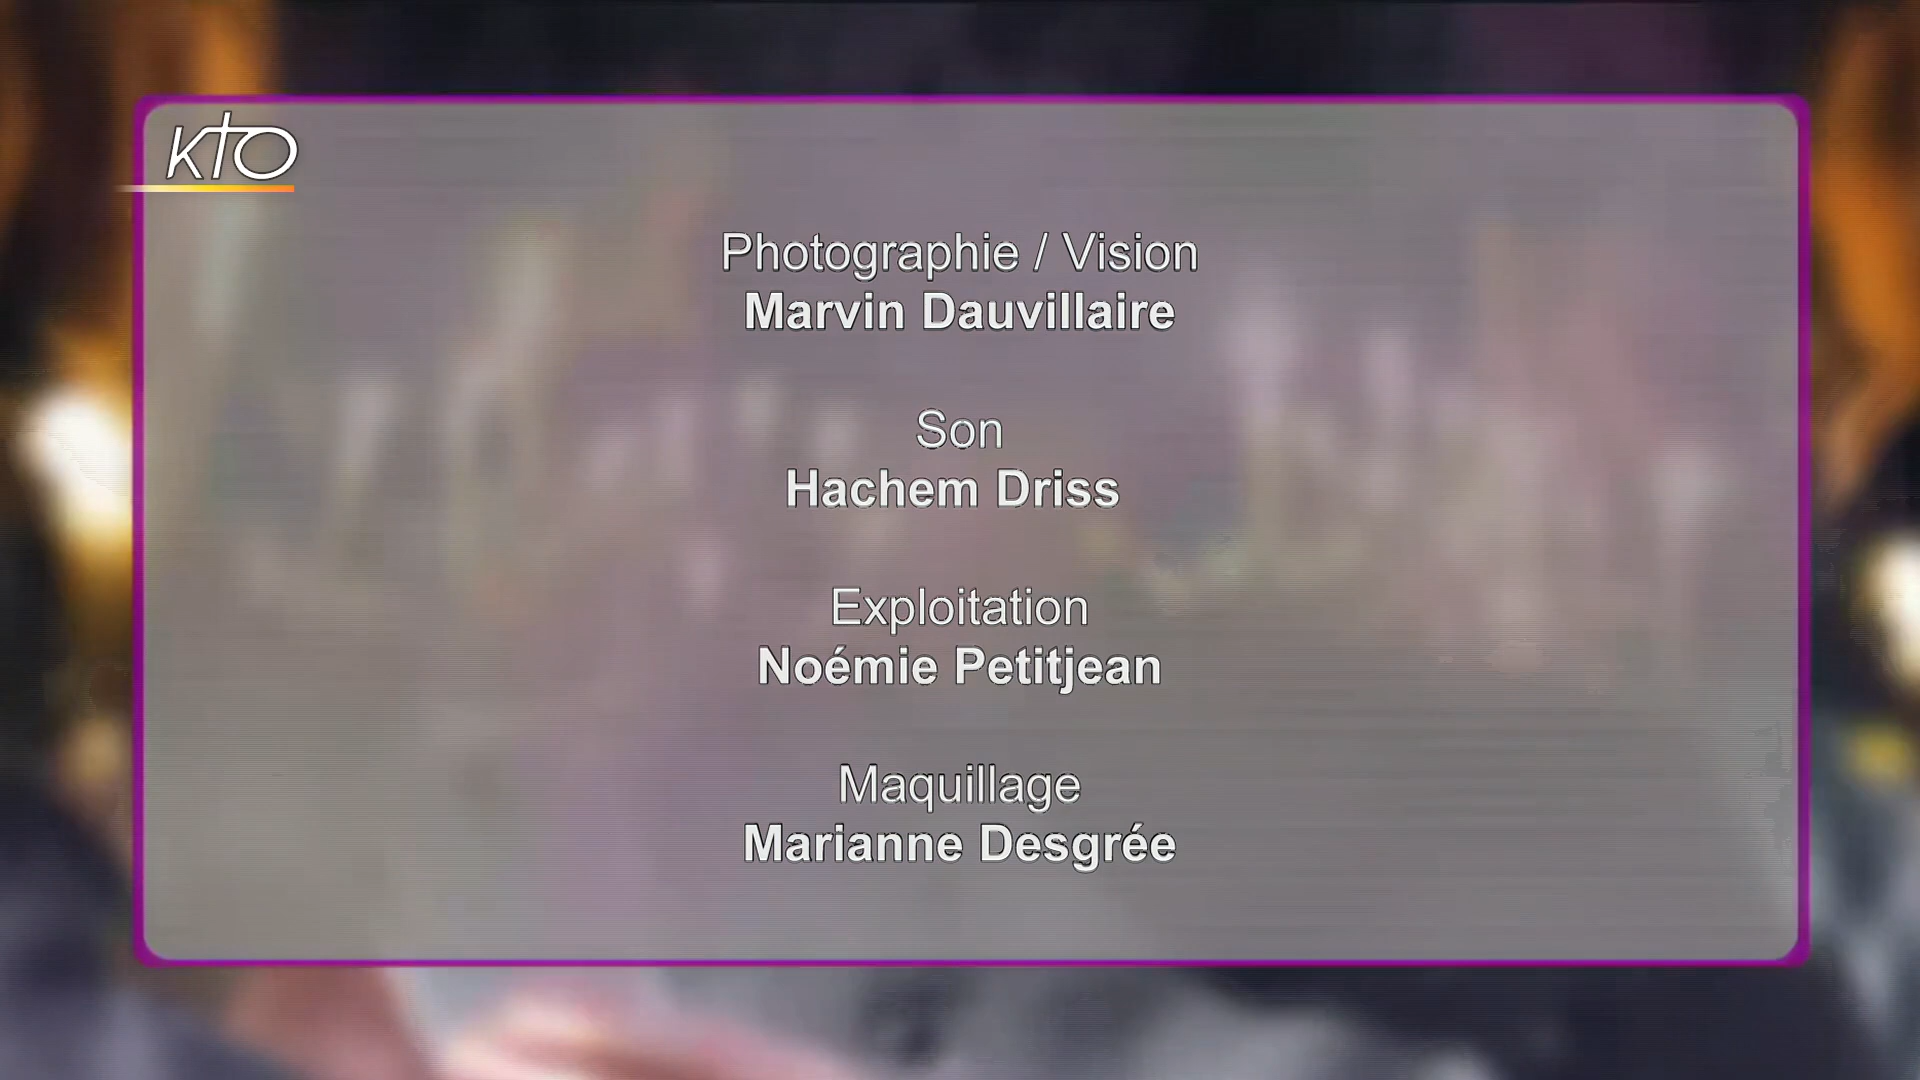 KTO
Photographie / Vision
Marvin Dauvillaire
Son
Hachem Driss
Exploitation
Noémie Petitjean
Maquillage
Marianne Desgrée